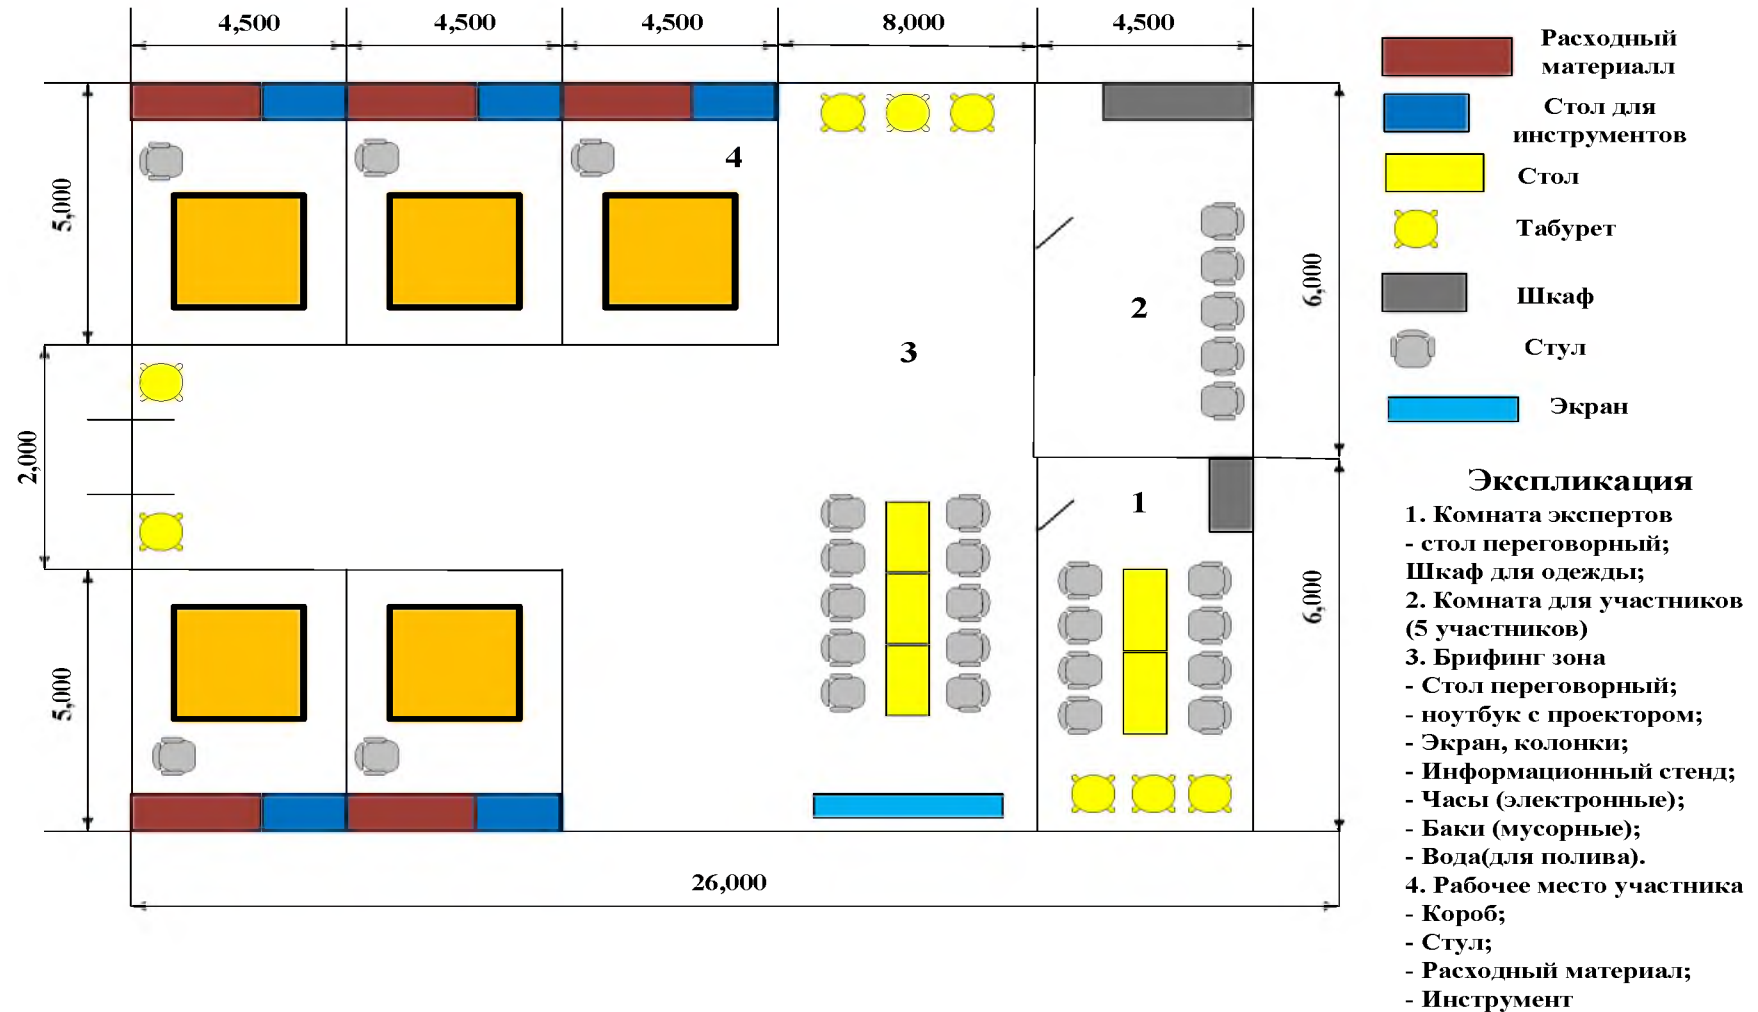 4,500
4,500
4,500
8,000
4,500
5,000
2,000
5,000
6,000
6,000
26,000
4
3
2
1
Расходный
материалл
Стол для
инструментов
Стол
Табурет
Шкаф
Стул
Экран
Экспликация
1. Комната экспертов
- стол переговорный;
Шкаф для одежды;
2. Комната для участников
(5 участников)
3. Брифинг зона
- Стол переговорный;
- ноутбук с проектором;
- Экран, колонки;
- Информационный стенд;
- Часы (электронные);
- Баки (мусорные);
- Вода(для полива).
4. Рабочее место участника
- Короб;
- Стул;
- Расходный материал;
- Инструмент